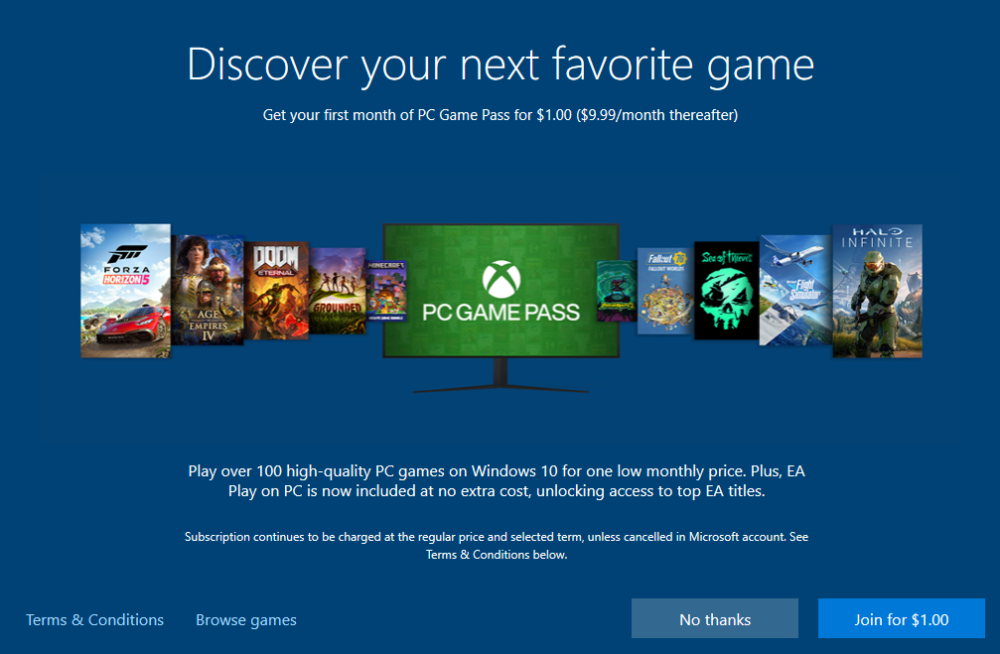 Discover your next favorite game
Get your first month of PC Game Pass for $1.00 ($9.99/month thereafter)
FORZA
HORIZON 5
AGE
EMPIRES
IV
DOOM
ETERNAL
GROUNDED
MINECRAFT
PC GAME PASS
Fallout 76
FALLOUT WORLDS
Sea of Thieves
Microsoft
Flight
Simulator
HALO
INFINITE
Play over 100 high-quality PC games on Windows 10 for one low monthly price. Plus, EA
Play on PC is now included at no extra cost, unlocking access to top EA titles.
Subscription continues to be charged at the regular price and selected term, unless cancelled in Microsoft account. See
Terms & Conditions below.
Terms & Conditions
Browse games
No thanks
Join for $1.00